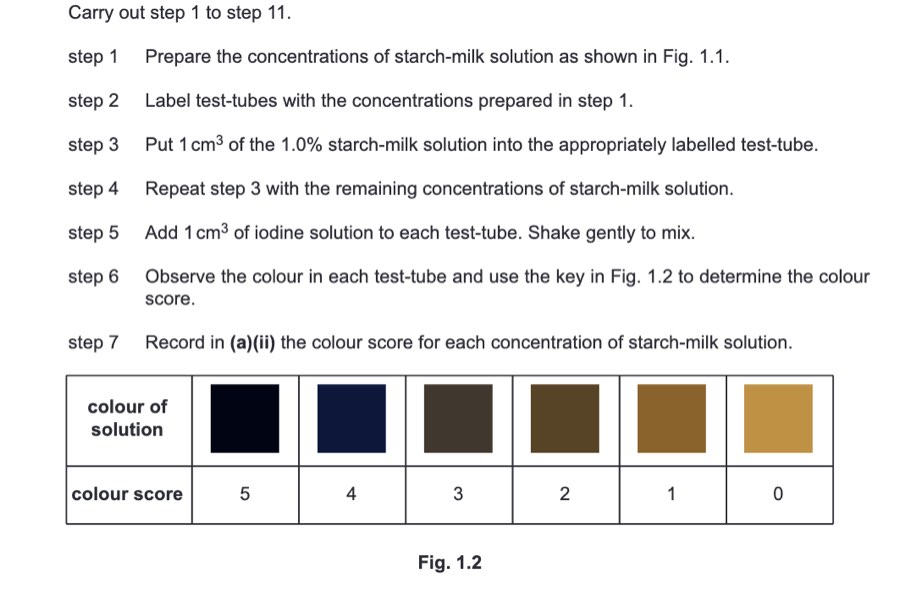 Carry out step 1 to step 11.
step 1 Prepare the concentrations of starch-milk solution as shown in Fig. 1.1.
step 2 Label test-tubes with the concentrations prepared in step 1.
step 3 Put 1 cm³ of the 1.0% starch-milk solution into the appropriately labelled test-tube.
step 4 Repeat step 3 with the remaining concentrations of starch-milk solution.
step 5 Add 1 cm³ of iodine solution to each test-tube. Shake gently to mix.
step 6 Observe the colour in each test-tube and use the key in Fig. 1.2 to determine the colour
score.
step 7 Record in (a)(ii) the colour score for each concentration of starch-milk solution.
colour of
solution
colour score 5 4 3 2 1 0
Fig. 1.2